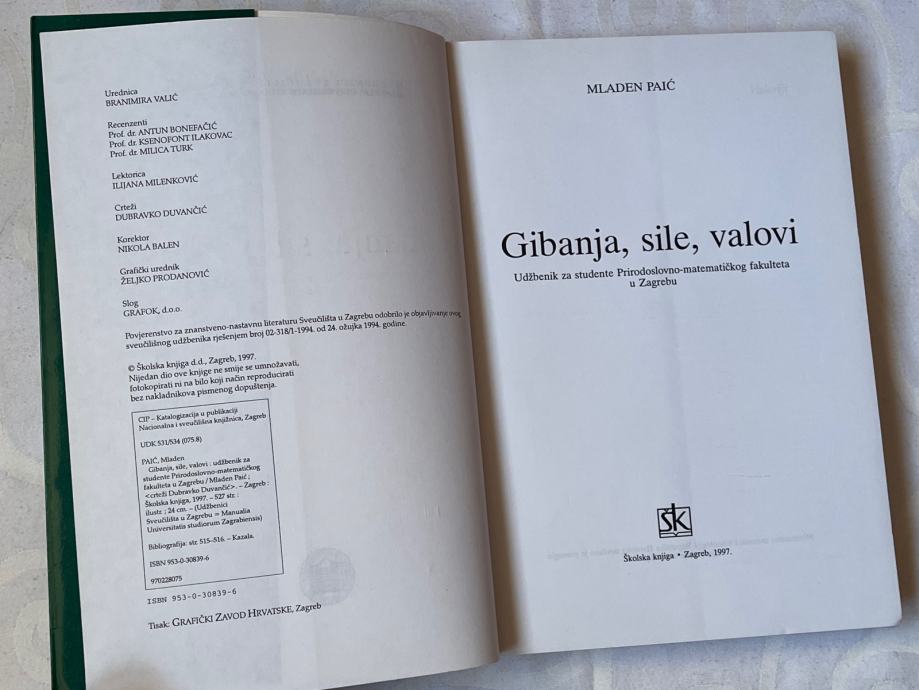 Urednica
BRANIMIRA VALIĆ
Recenzenti
Prof. dr. ANTUN BONEFAČIĆ
Prof. dr. KSENOFONT ILAKOVAC
Prof. dr. MILICA TURK
Lektorica
ILIJANA MILENKOVIĆ
Crteži
DUBRAVKO DUVANČIĆ
Korektor
NIKOLA BALEN
Grafički urednik
ŽELJKO PRODANOVIĆ
Slog
GRAFOK, d.o.o.
Povjerenstvo za znanstveno-nastavnu literaturu Sveučilišta u Zagrebu odobrilo je objavljivanje ovog
sveučilišnog udžbenika rješenjem broj 02-318/1-1994. od 24. ožujka 1994. godine.
© Školska knjiga d.d., Zagreb, 1997.
Nijedan dio ove knjige ne smije se umnožavati,
fotokopirati ni na bilo koji način reproducirati
bez nakladnikova pismenog dopuštenja.
CIP – Katalogizacija u publikaciji
Nacionalna i sveučilišna knjižnica, Zagreb
UDK 531/534 (075.8)
PAIĆ, Mladen
Gibanja, sile, valovi : udžbenik za
studente Prirodoslovno-matematičkog
fakulteta u Zagrebu / Mladen Paić ;
<crteži Dubravko Duvančić>. – Zagreb :
Školska knjiga, 1997. – 527 str :
ilustr ; 24 cm. – (Udžbenici
Sveučilišta u Zagrebu = Manualia
Universitatis studiorum Zagrabiensis)
Bibliografija: str. 515–516. – Kazala.
ISBN 953-0-30839-6
970228075
ISBN 953-0-30839-6
Tisak: GRAFIČKI ZAVOD HRVATSKE, Zagreb
MLADEN PAIĆ
Gibanja, sile, valovi
Udžbenik za studente Prirodoslovno-matematičkog fakulteta
u Zagrebu
ŠK
Školska knjiga • Zagreb, 1997.